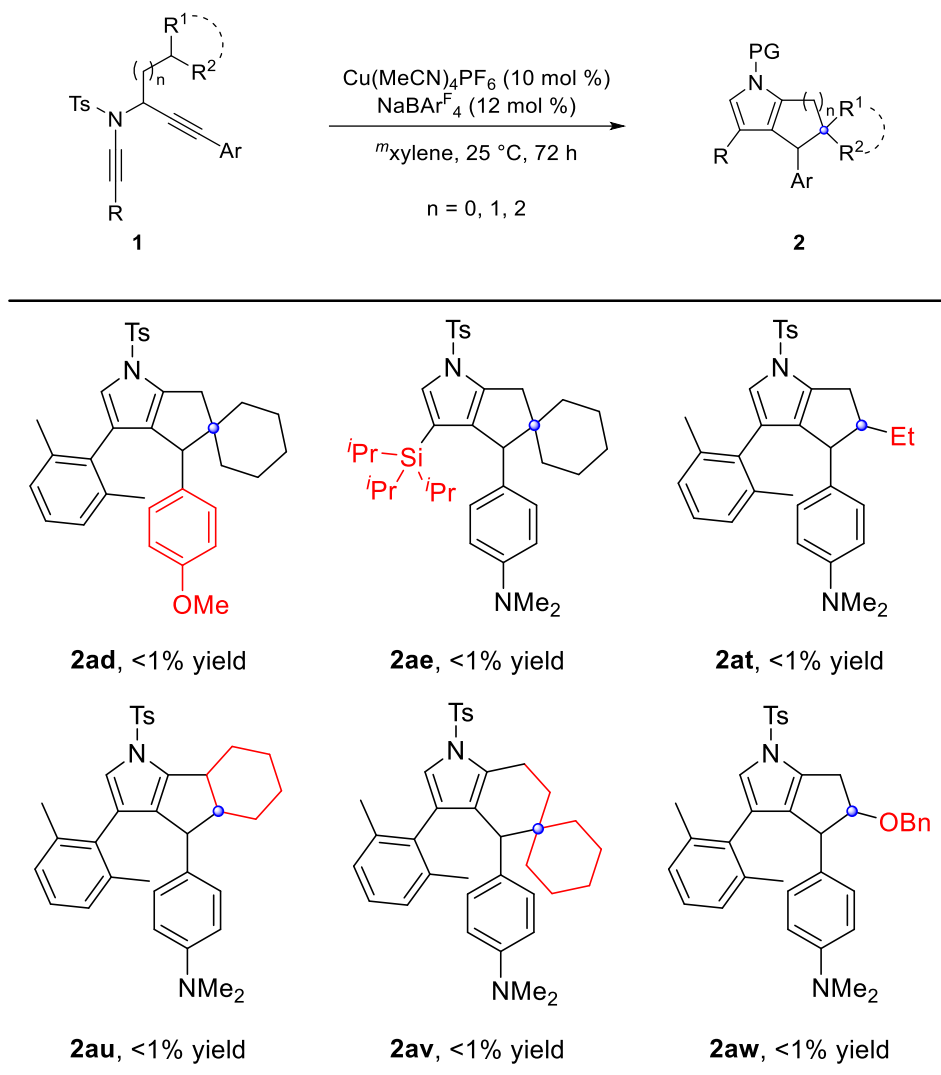 R¹
( )n
R²
Ts
N
Ar
R
1
Cu(MeCN)₄PF₆ (10 mol %)
NaBArᶠ₄ (12 mol %)
ᵐxylene, 25 °C, 72 h
n = 0, 1, 2
PG
N
( )n
R¹
R²
R
Ar
2
Ts
N
OMe
2ad, <1% yield
Ts
N
ⁱPr
Si
ⁱPr
ⁱPr
NMe₂
2ae, <1% yield
Ts
N
Et
NMe₂
2at, <1% yield
Ts
N
NMe₂
2au, <1% yield
Ts
N
NMe₂
2av, <1% yield
Ts
N
OBn
NMe₂
2aw, <1% yield